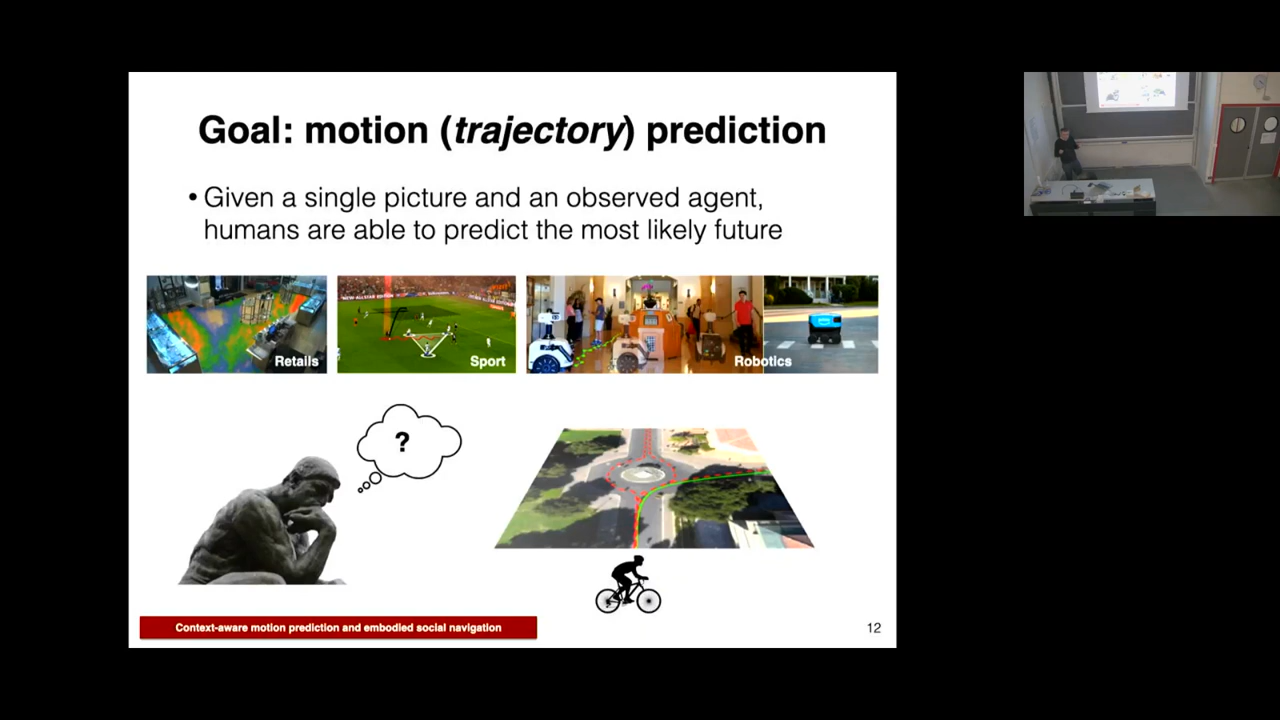 Goal: motion (trajectory) prediction
• Given a single picture and an observed agent,
humans are able to predict the most likely future
Retails
Sport
Robotics
?
Context-aware motion prediction and embodied social navigation
12